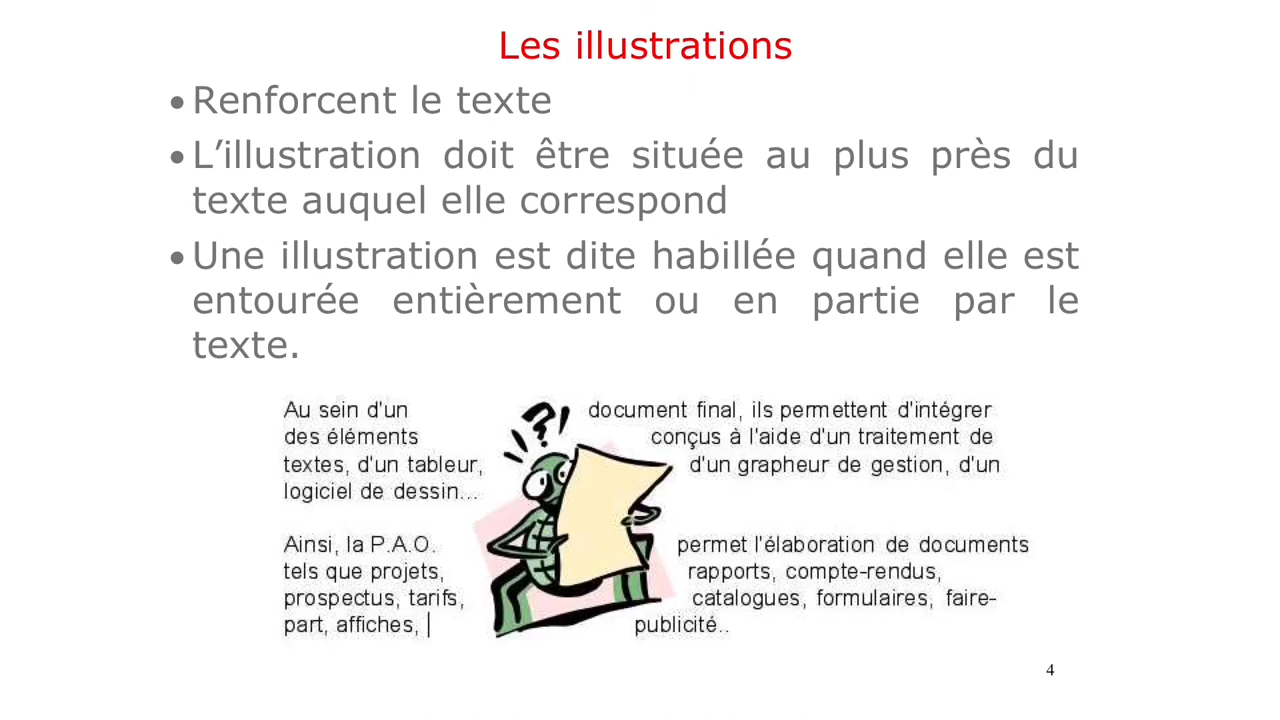 Les illustrations
• Renforcent le texte
• L’illustration doit être située au plus près du
texte auquel elle correspond
• Une illustration est dite habillée quand elle est
entourée entièrement ou en partie par le
texte.
Au sein d'un document final, ils permettent d'intégrer
des éléments conçus à l'aide d'un traitement de
textes, d'un tableur, d'un grapheur de gestion, d'un
logiciel de dessin...
Ainsi, la P.A.O. permet l'élaboration de documents
tels que projets, rapports, compte-rendus,
prospectus, tarifs, catalogues, formulaires, faire-
part, affiches, publicité..
4